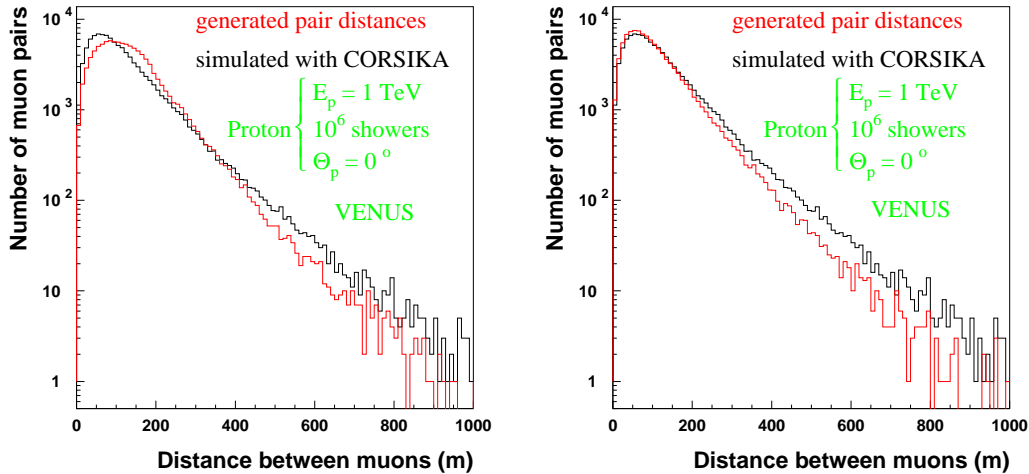 Number of muon pairs
10^4
10^3
10^2
10
1
generated pair distances
simulated with CORSIKA
Proton
E_p = 1 TeV
10^6 showers
Θ_p = 0 °
VENUS
0 200 400 600 800 1000
Distance between muons (m)
Number of muon pairs
10^4
10^3
10^2
10
1
generated pair distances
simulated with CORSIKA
Proton
E_p = 1 TeV
10^6 showers
Θ_p = 0 °
VENUS
0 200 400 600 800 1000
Distance between muons (m)